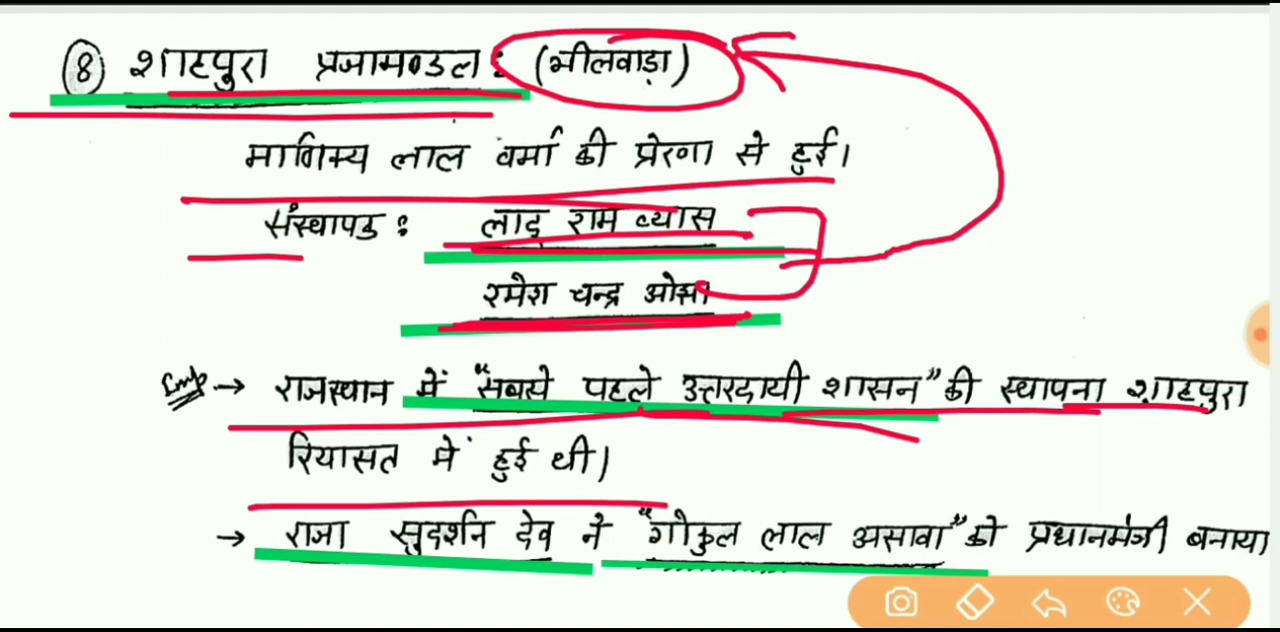 ⑧ शाहपुरा प्रजामण्डल : (भीलवाड़ा)
माणिक्य लाल वर्मा की प्रेरणा से हुई।
संस्थापक : लादू राम व्यास
रमेश चन्द्र ओझा
Imp → राजस्थान में "सबसे पहले उत्तरदायी शासन" की स्थापना शाहपुरा
रियासत में हुई थी।
→ राजा सुदर्शन देव ने "गोकुल लाल असावा" को प्रधानमंत्री बनाया